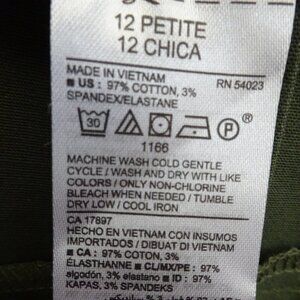 12 PETITE
12 CHICA
MADE IN VIETNAM RN 54023
■ US : 97% COTTON, 3%
SPANDEX/ELASTANE
30 P ®
1166
MACHINE WASH COLD GENTLE
CYCLE / WASH AND DRY WITH LIKE
COLORS / ONLY NON-CHLORINE
BLEACH WHEN NEEDED / TUMBLE
DRY LOW / COOL IRON
CA 17897
HECHO EN VIETNAM CON INSUMOS
IMPORTADOS / DIBUAT DI VIETNAM
■ CA : 97% COTON, 3%
ÉLASTHANNE ■ CL/MX/PE: 97%
algodón, 3% elastano ■ ID: 97%
KAPAS, 3% SPANDEKS